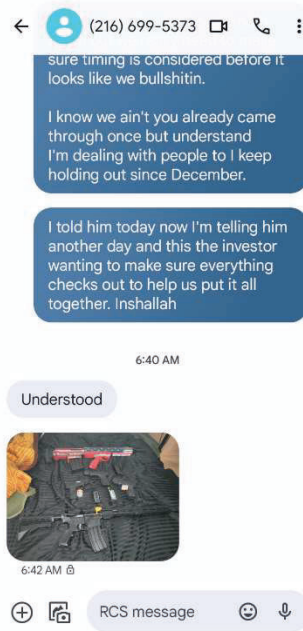 (216) 699-5373
sure timing is considered before it
looks like we bullshitin.
I know we ain't you already came
through once but understand
I'm dealing with people to I keep
holding out since December.
I told him today now I'm telling him
another day and this the investor
wanting to make sure everything
checks out to help us put it all
together. Inshallah
6:40 AM
Understood
6:42 AM
RCS message